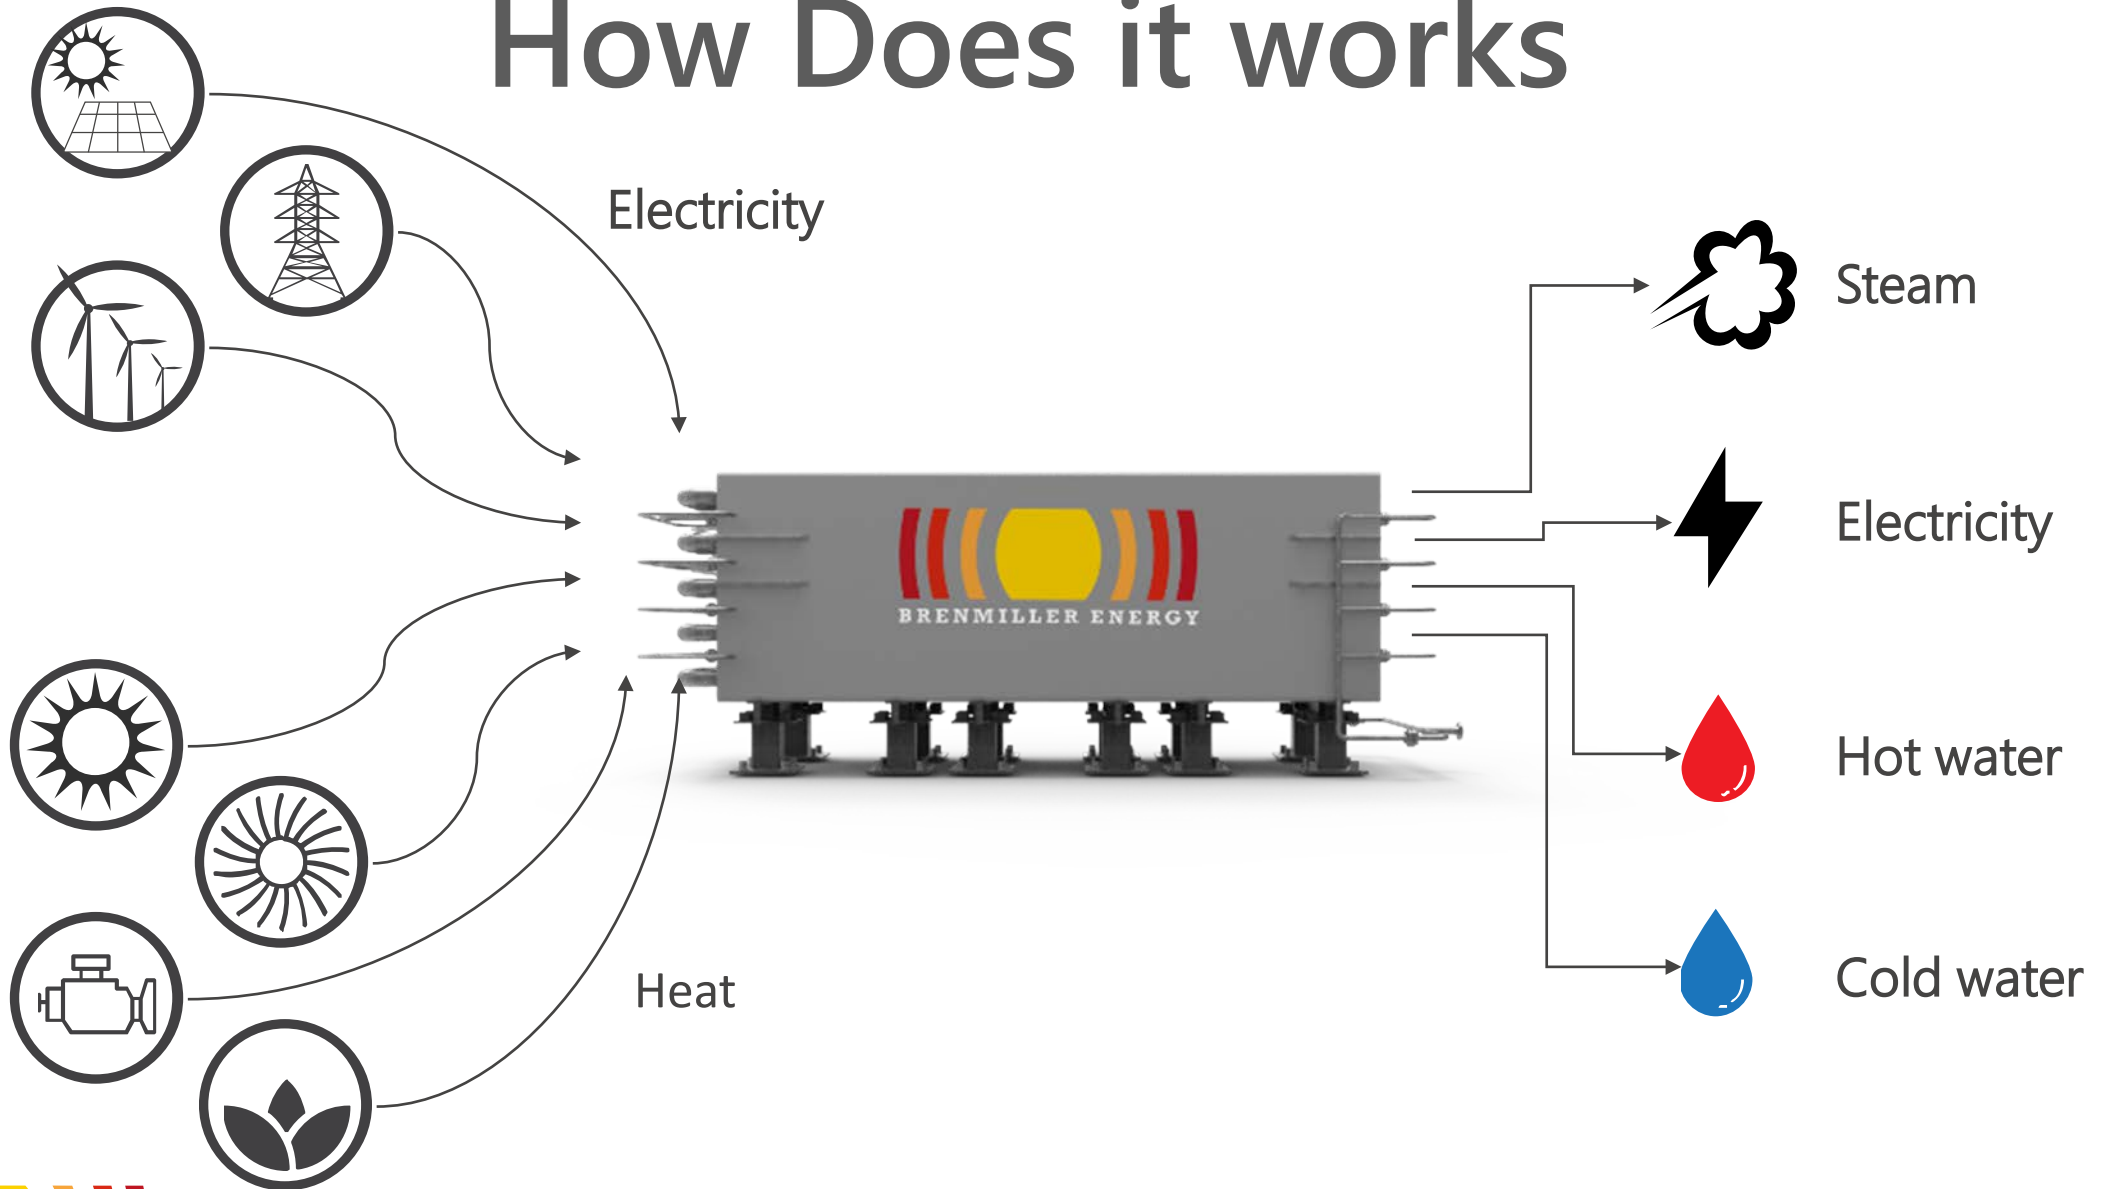 How Does it works
Electricity
Steam
Electricity
BRENMILLER ENERGY
Hot water
Heat
Cold water